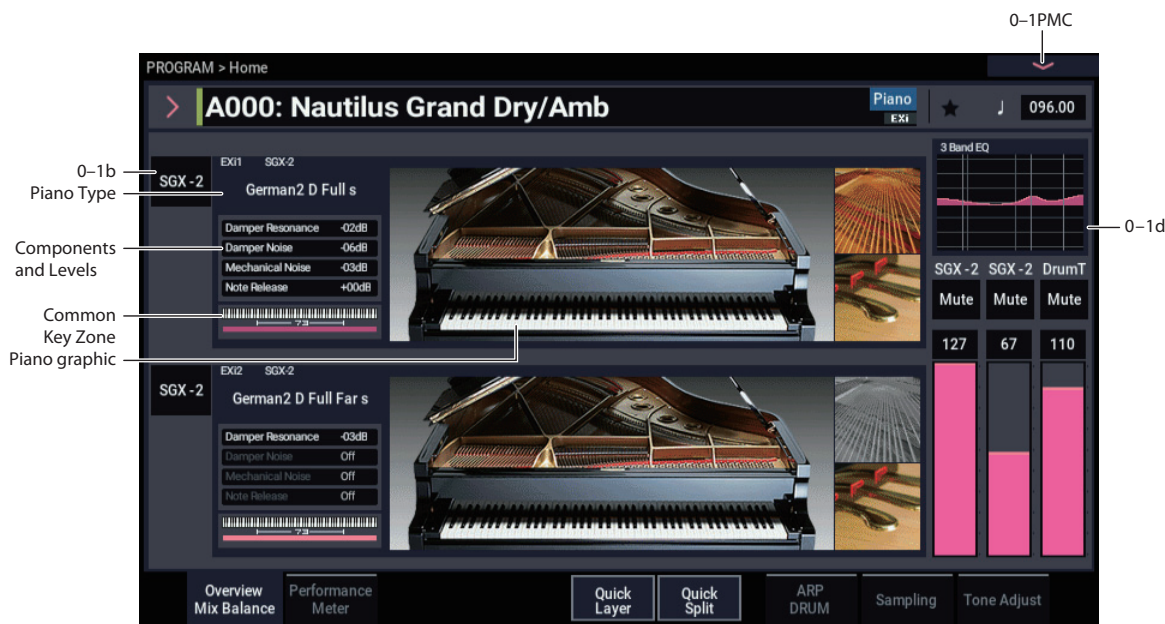 0–1PMC
PROGRAM > Home
A000: Nautilus Grand Dry/Amb
Piano
EXi
096.00
0–1b
Piano Type
Components
and Levels
Common
Key Zone
Piano graphic
SGX-2
EXi1 SGX-2
German2 D Full s
Damper Resonance -02dB
Damper Noise -06dB
Mechanical Noise -03dB
Note Release +00dB
73
3 Band EQ
0–1d
SGX-2 SGX-2 DrumT
Mute Mute Mute
127 67 110
SGX-2
EXi2 SGX-2
German2 D Full Far s
Damper Resonance -03dB
Damper Noise Off
Mechanical Noise Off
Note Release Off
73
Overview
Mix Balance
Performance
Meter
Quick
Layer
Quick
Split
ARP
DRUM
Sampling
Tone Adjust